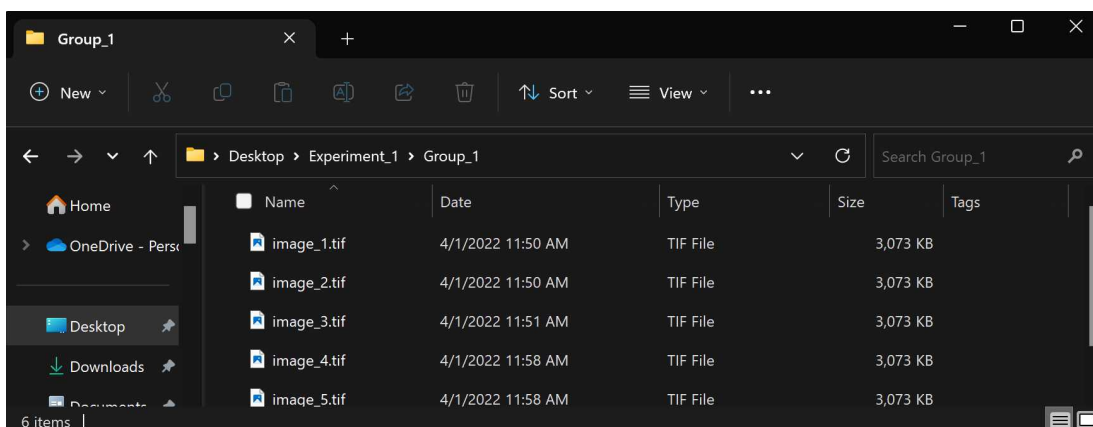 Group_1
New Sort View
Desktop Experiment_1 Group_1 Search Group_1
Home Name Date Type Size Tags
OneDrive - Pers image_1.tif 4/1/2022 11:50 AM TIF File 3,073 KB
image_2.tif 4/1/2022 11:50 AM TIF File 3,073 KB
Desktop image_3.tif 4/1/2022 11:51 AM TIF File 3,073 KB
Downloads image_4.tif 4/1/2022 11:58 AM TIF File 3,073 KB
Documents image_5.tif 4/1/2022 11:58 AM TIF File 3,073 KB
6 items